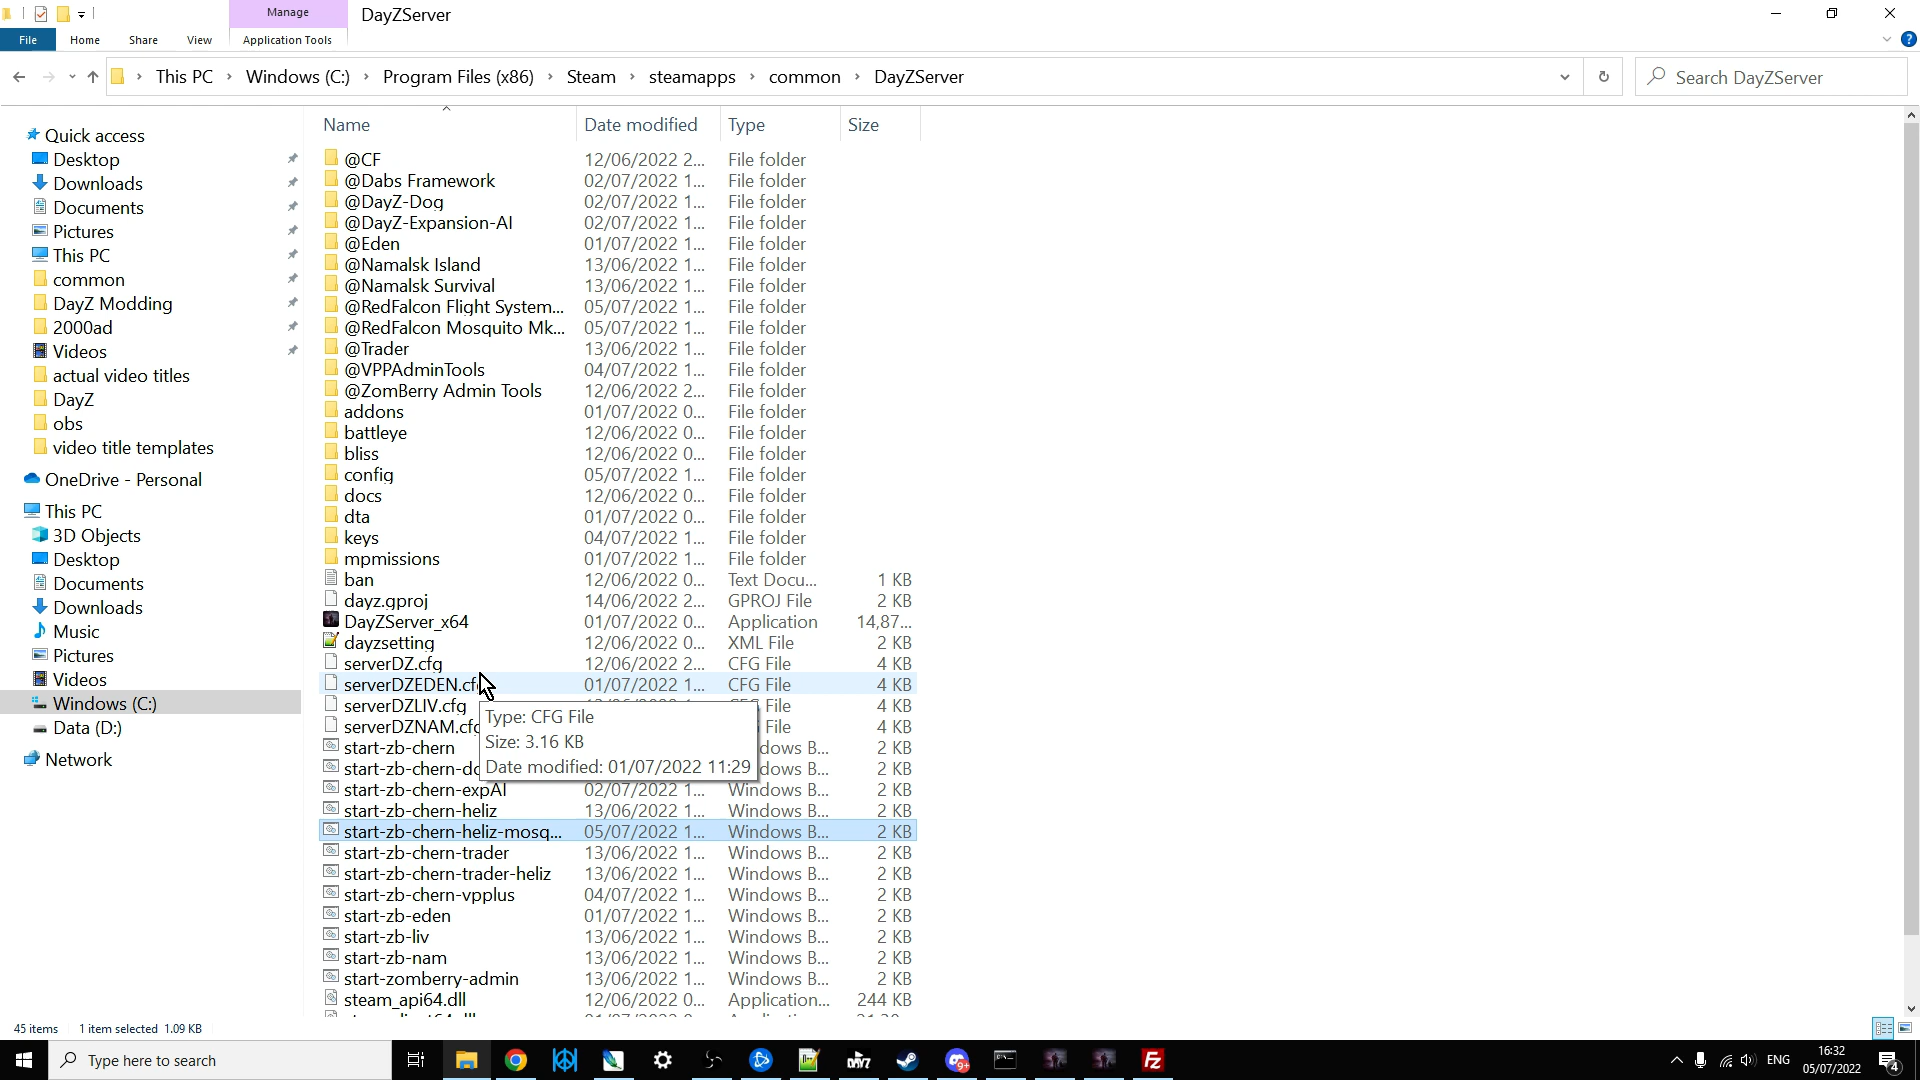 Manage
DayZServer
File
Home
Share
View
Application Tools
This PC
Windows (C:)
Program Files (x86)
Steam
steamapps
common
DayZServer
Search DayZServer
Name
Date modified
Type
Size
Quick access
Desktop
Downloads
Documents
Pictures
This PC
common
DayZ Modding
2000ad
Videos
actual video titles
DayZ
obs
video title templates
OneDrive - Personal
This PC
3D Objects
Desktop
Documents
Downloads
Music
Pictures
Videos
Windows (C:)
Data (D:)
Network
@CF 12/06/2022 2... File folder
@Dabs Framework 02/07/2022 1... File folder
@DayZ-Dog 02/07/2022 1... File folder
@DayZ-Expansion-AI 02/07/2022 1... File folder
@Eden 01/07/2022 1... File folder
@Namalsk Island 13/06/2022 1... File folder
@Namalsk Survival 13/06/2022 1... File folder
@RedFalcon Flight System... 05/07/2022 1... File folder
@RedFalcon Mosquito Mk... 05/07/2022 1... File folder
@Trader 13/06/2022 1... File folder
@VPPAdminTools 04/07/2022 1... File folder
@ZomBerry Admin Tools 12/06/2022 2... File folder
addons 01/07/2022 0... File folder
battleye 12/06/2022 0... File folder
bliss 12/06/2022 0... File folder
config 05/07/2022 1... File folder
docs 12/06/2022 0... File folder
dta 01/07/2022 0... File folder
keys 04/07/2022 1... File folder
mpmissions 01/07/2022 1... File folder
ban 12/06/2022 0... Text Docu... 1 KB
dayz.gproj 14/06/2022 2... GPROJ File 2 KB
DayZServer_x64 01/07/2022 0... Application 14,87...
dayzsetting 12/06/2022 0... XML File 2 KB
serverDZ.cfg 12/06/2022 2... CFG File 4 KB
serverDZEDEN.cf 01/07/2022 1... CFG File 4 KB
serverDZLIV.cfg File 4 KB
serverDZNAM.cfg File 4 KB
Type: CFG File
Size: 3.16 KB
Date modified: 01/07/2022 11:29
start-zb-chern dows B... 2 KB
start-zb-chern-do dows B... 2 KB
start-zb-chern-expAI 02/07/2022 1... Windows B... 2 KB
start-zb-chern-heliz 13/06/2022 1... Windows B... 2 KB
start-zb-chern-heliz-mosq... 05/07/2022 1... Windows B... 2 KB
start-zb-chern-trader 13/06/2022 1... Windows B... 2 KB
start-zb-chern-trader-heliz 13/06/2022 1... Windows B... 2 KB
start-zb-chern-vpplus 04/07/2022 1... Windows B... 2 KB
start-zb-eden 01/07/2022 1... Windows B... 2 KB
start-zb-liv 13/06/2022 1... Windows B... 2 KB
start-zb-nam 13/06/2022 1... Windows B... 2 KB
start-zomberry-admin 13/06/2022 1... Windows B... 2 KB
steam_api64.dll 12/06/2022 0... Application... 244 KB
45 items
1 item selected 1.09 KB
Type here to search
DAYZ
ENG
16:32
05/07/2022
4